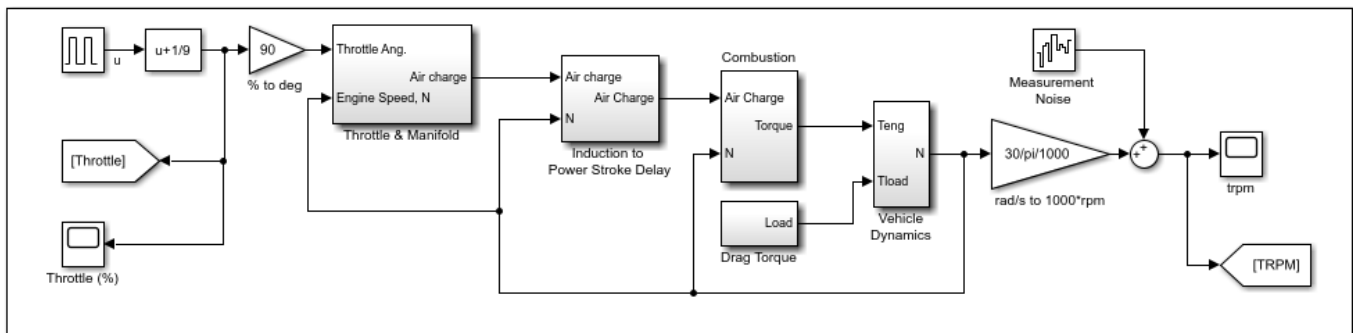 u
u+1/9
90
% to deg
[Throttle]
Throttle (%)
Throttle Ang.
Air charge
Engine Speed, N
Throttle & Manifold
Air charge
Air Charge
N
Induction to
Power Stroke Delay
Combustion
Air Charge
Torque
N
Load
Drag Torque
Teng
N
Tload
Vehicle
Dynamics
30/pi/1000
rad/s to 1000*rpm
Measurement
Noise
+
+
trpm
[TRPM]